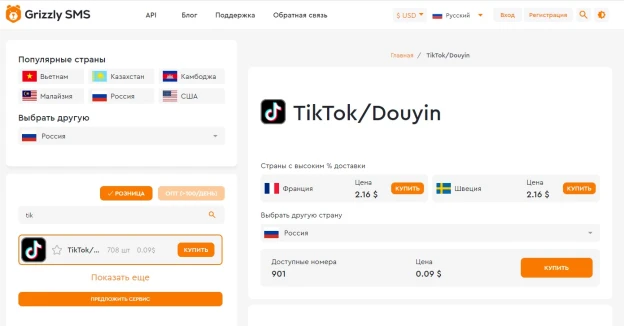 Grizzly SMS
API Блог Поддержка Обратная связь
$ USD Русский Вход Регистрация
Популярные страны
Вьетнам Казахстан Камбоджа
Малайзия Россия США
Выбрать другую
Россия
РОЗНИЦА
tik
TikTok/... 708 шт 0.09$ КУПИТЬ
Показать еще
ПРЕДЛОЖИТЬ СЕРВИС
Главная / TikTok/Douyin
TikTok/Douyin
Страны с высоким % доставки
Франция Цена 2.16 $ КУПИТЬ
Швеция Цена 2.16 $ КУПИТЬ
Выбрать другую страну
Россия
Доступные номера Цена
901 0.09 $ КУПИТЬ